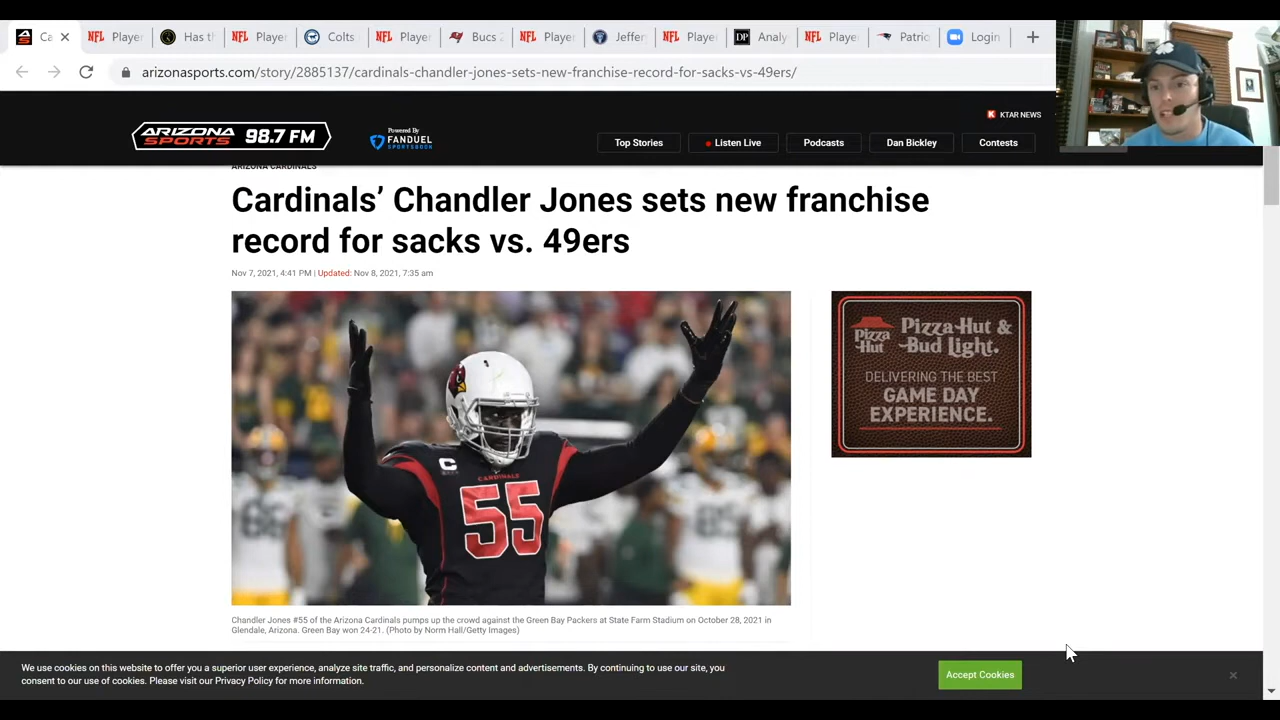 Ca
NFL Player
Has th
NFL Player
Colts
NFL Player
Bucs
NFL Player
Jeffer
NFL Player
DP Analy
NFL Player
Patrio
Login
arizonasports.com/story/2885137/cardinals-chandler-jones-sets-new-franchise-record-for-sacks-vs-49ers/
ARIZONA SPORTS 98.7 FM
Powered By
FANDUEL
SPORTSBOOK
KTAR NEWS
Top Stories
Listen Live
Podcasts
Dan Bickley
Contests
ARIZONA CARDINALS
Cardinals’ Chandler Jones sets new franchise
record for sacks vs. 49ers
Nov 7, 2021, 4:41 PM | Updated: Nov 8, 2021, 7:35 am
C
CARDINALS
55
Pizza Hut
Pizza Hut &
Bud Light.
DELIVERING THE BEST
GAME DAY
EXPERIENCE.
Chandler Jones #55 of the Arizona Cardinals pumps up the crowd against the Green Bay Packers at State Farm Stadium on October 28, 2021 in
Glendale, Arizona. Green Bay won 24-21. (Photo by Norm Hall/Getty Images)
We use cookies on this website to offer you a superior user experience, analyze site traffic, and personalize content and advertisements. By continuing to use our site, you
consent to our use of cookies. Please visit our Privacy Policy for more information.
Accept Cookies